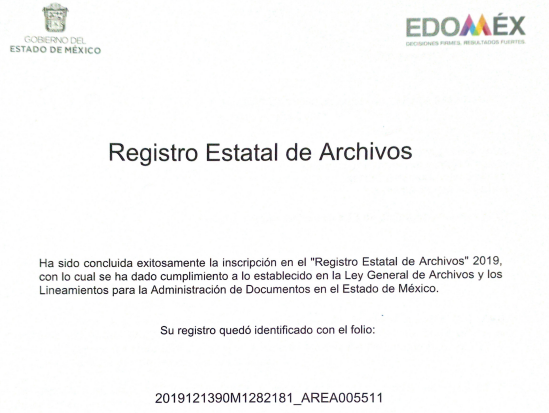 GOBIERNO DEL
ESTADO DE MÉXICO
EDOMÉX
DECISIONES FIRMES, RESULTADOS FUERTES.
Registro Estatal de Archivos
Ha sido concluida exitosamente la inscripción en el "Registro Estatal de Archivos" 2019,
con lo cual se ha dado cumplimiento a lo establecido en la Ley General de Archivos y los
Lineamientos para la Administración de Documentos en el Estado de México.
Su registro quedó identificado con el folio:
2019121390M1282181_AREA005511